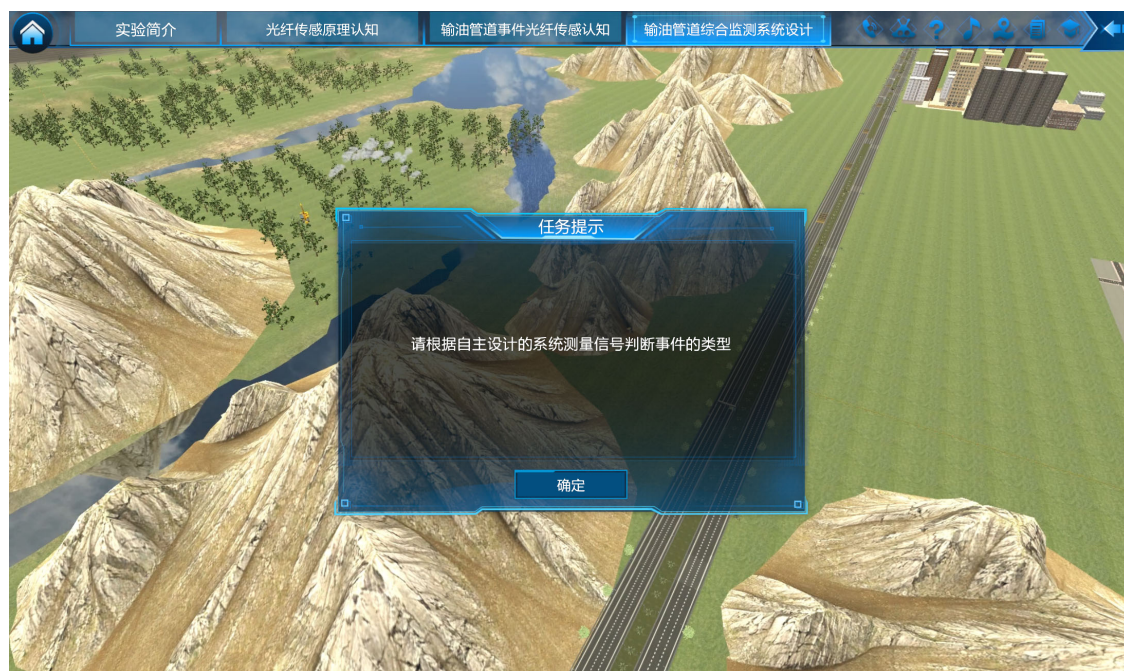 实验简介
光纤传感原理认知
输油管道事件光纤传感认知
输油管道综合监测系统设计
任务提示
请根据自主设计的系统测量信号判断事件的类型
确定